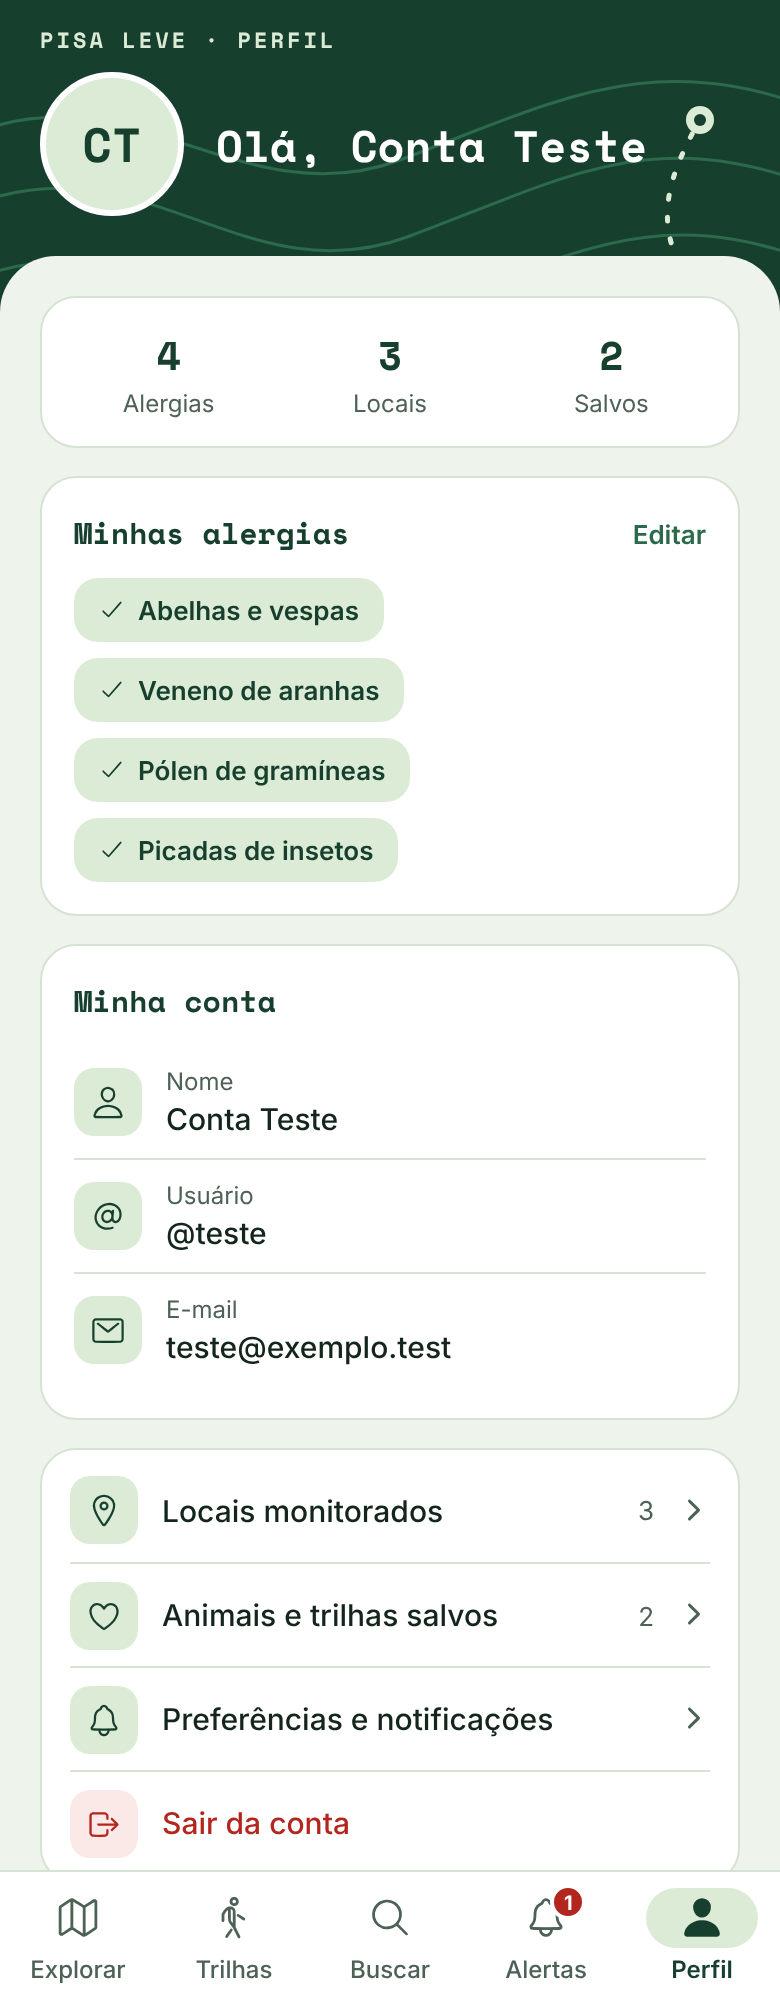 PISA LEVE · PERFIL
CT
Olá, Conta Teste
4
Alergias
3
Locais
2
Salvos
Minhas alergias
Editar
Abelhas e vespas
Veneno de aranhas
Pólen de gramíneas
Picadas de insetos
Minha conta
Nome
Conta Teste
@
Usuário
@teste
E-mail
teste@exemplo.test
Locais monitorados 3
Animais e trilhas salvos 2
Preferências e notificações
Sair da conta
1
Explorar
Trilhas
Buscar
Alertas
Perfil